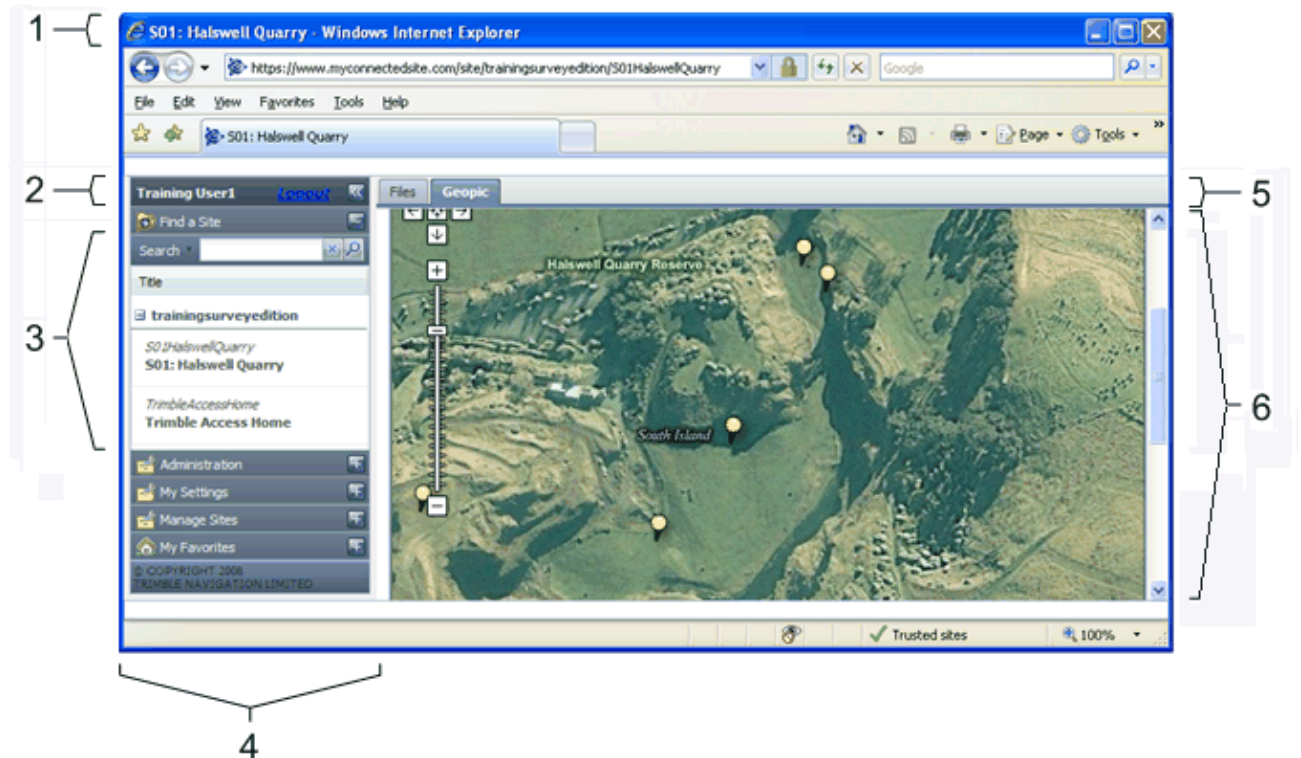 1
S01: Halswell Quarry - Windows Internet Explorer
https://www.myconnectedsite.com/site/trainingsurveyedition/S01HalswellQuarry
Google
File Edit View Favorites Tools Help
S01: Halswell Quarry
Page Tools
2
Training User1 Logout
Files Geopic
5
Find a Site
Search
Title
trainingsurveyedition
3
S01HalswellQuarry
S01: Halswell Quarry
TrimbleAccessHome
Trimble Access Home
Administration
My Settings
Manage Sites
My Favorites
© COPYRIGHT 2008
TRIMBLE NAVIGATION LIMITED
Halswell Quarry Reserve
South Island
6
Trusted sites
100%
4